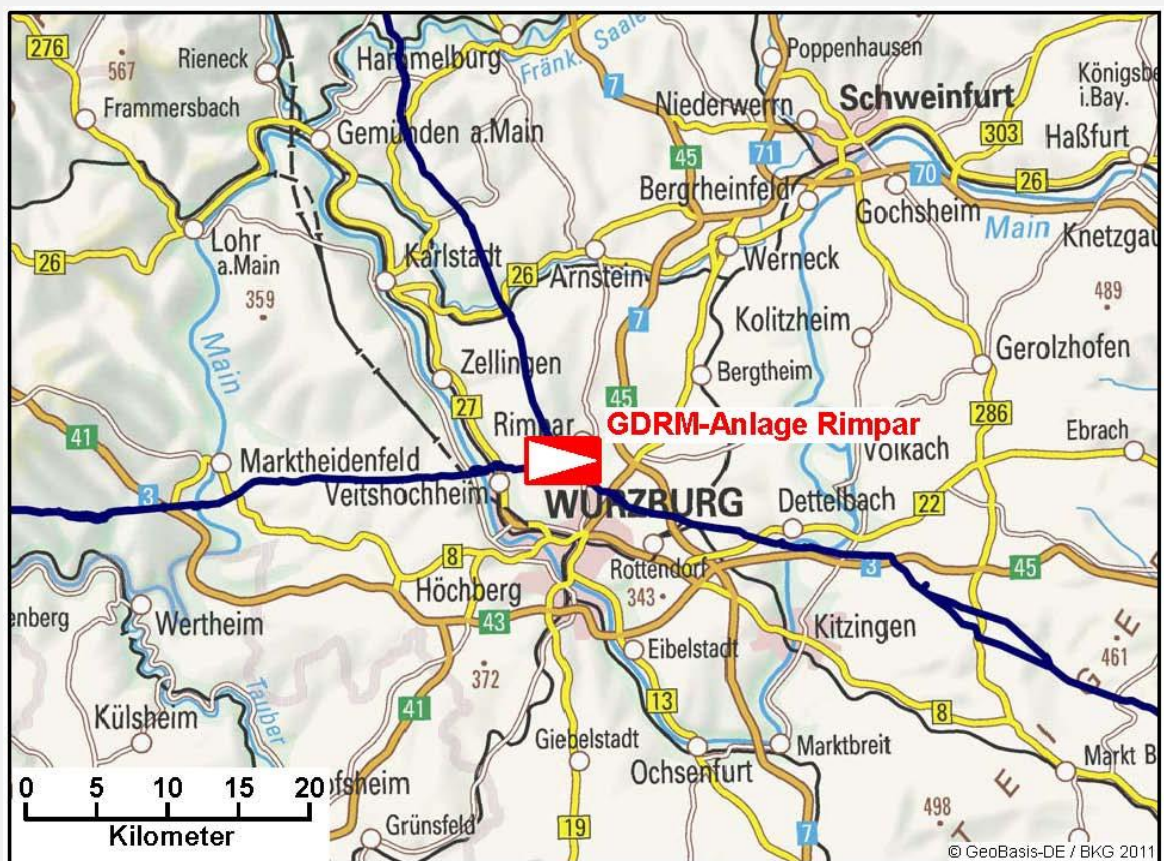 276
567
Rieneck
Hammelburg
Fränk. Saale
Poppenhausen
Königsbe
i.Bay.
Frammersbach
Gemünden a.Main
7
Niederwerrn
Schweinfurt
303
Haßfurt
45
71
Bergrheinfeld
70
26
Gochsheim
Main
Knetzgau
Lohr
a.Main
26
Karlstadt
26
Arnstein
Werneck
359
489
7
Kolitzheim
Main
Zellingen
Gerolzhofen
Bergtheim
27
45
286
Rimpar
GDRM-Anlage Rimpar
41
Ebrach
Volkach
Marktheidenfeld
3
Veitshöchheim
WÜRZBURG
Dettelbach
22
8
Rottendorf
3
45
Höchberg
343
enberg
Wertheim
43
Kitzingen
Eibelstadt
461
372
Tauber
41
13
8
Külsheim
Giebelstadt
Marktbreit
Ochsenfurt
Markt B
0 5 10 15 20
Kilometer
ofsheim
498
Grünsfeld
19
7
T E I G E
© GeoBasis-DE / BKG 2011